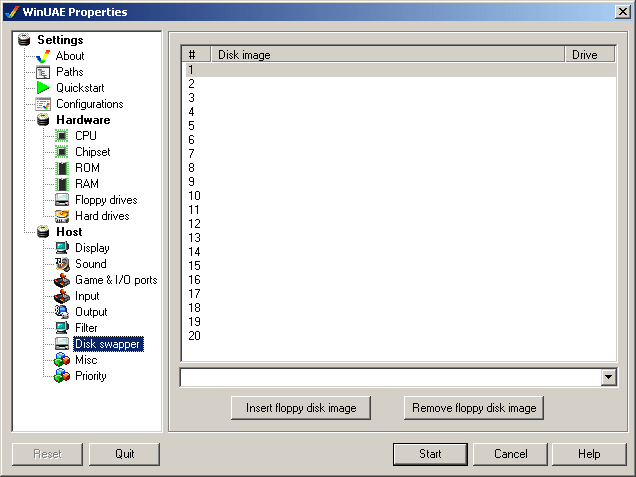 WinUAE Properties
Settings
About
Paths
Quickstart
Configurations
Hardware
CPU
Chipset
ROM
RAM
Floppy drives
Hard drives
Host
Display
Sound
Game & I/O ports
Input
Output
Filter
Disk swapper
Misc
Priority
# Disk image Drive
1
2
3
4
5
6
7
8
9
10
11
12
13
14
15
16
17
18
19
20
Insert floppy disk image Remove floppy disk image
Reset Quit Start Cancel Help